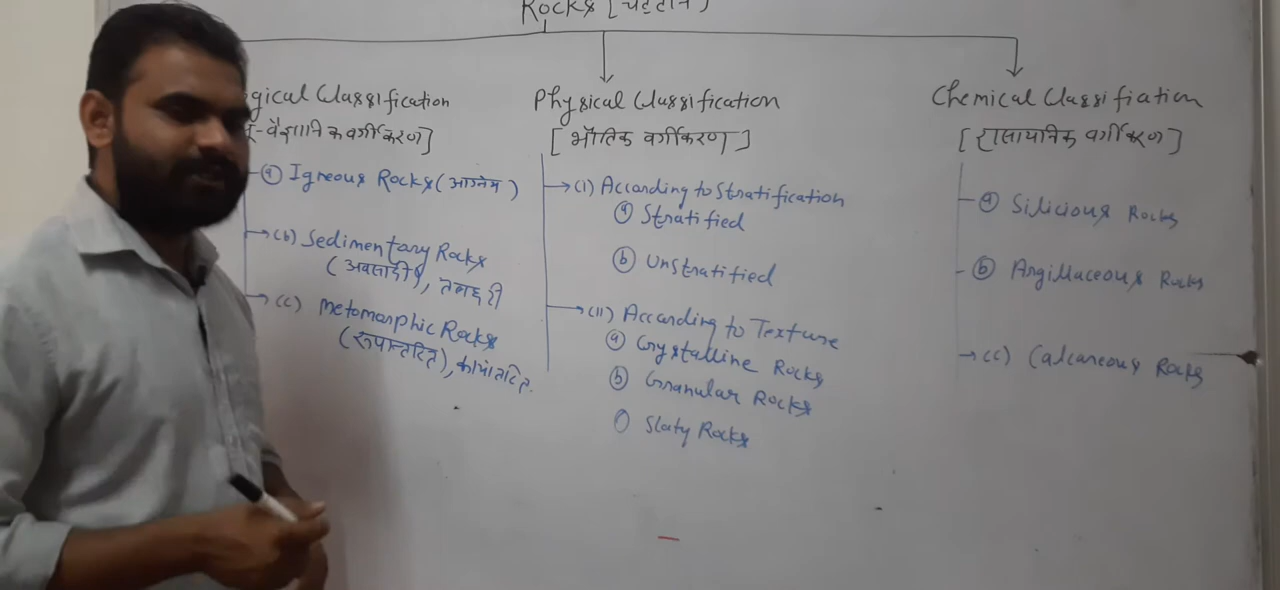 Rocks [चट्टान]
gical Classification
Physical Classification
Chemical Classifiation
भू-वैज्ञानिक वर्गीकरण]
[भौतिक वर्गीकरण]
[रासायनिक वर्गीकरण]
(a) Igneous Rocks (आग्नेय)
(b) Sedimentary Rocks
(अवसादी), तलछटी
(c) Metamorphic Rocks
(रूपान्तरित), कायांतरित.
(I) According to Stratification
(a) Stratified
(b) Unstratified
(II) According to Texture
(a) Crystalline Rocks
(b) Granular Rocks
() Slaty Rocks
(a) Silicious Rocks
(b) Argillaceous Rocks
(c) Calcaneous Rocks